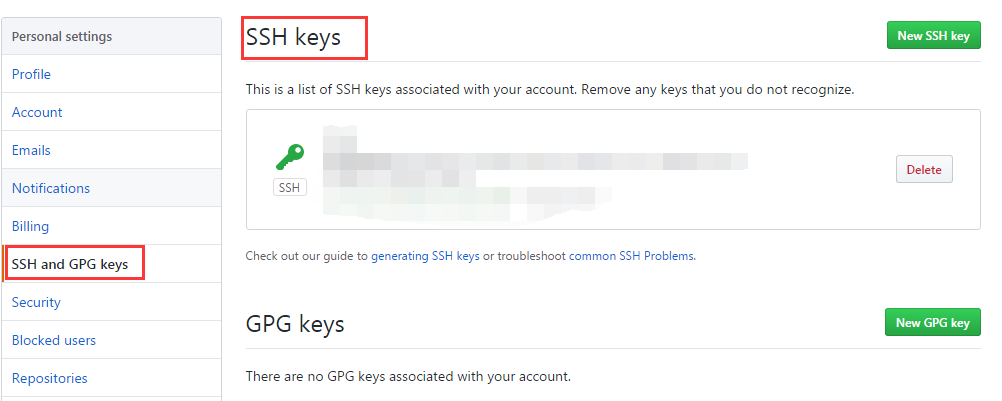 Personal settings
Profile
Account
Emails
Notifications
Billing
SSH and GPG keys
Security
Blocked users
Repositories
SSH keys
New SSH key
This is a list of SSH keys associated with your account. Remove any keys that you do not recognize.
SSH
Delete
Check out our guide to generating SSH keys or troubleshoot common SSH Problems.
GPG keys
New GPG key
There are no GPG keys associated with your account.